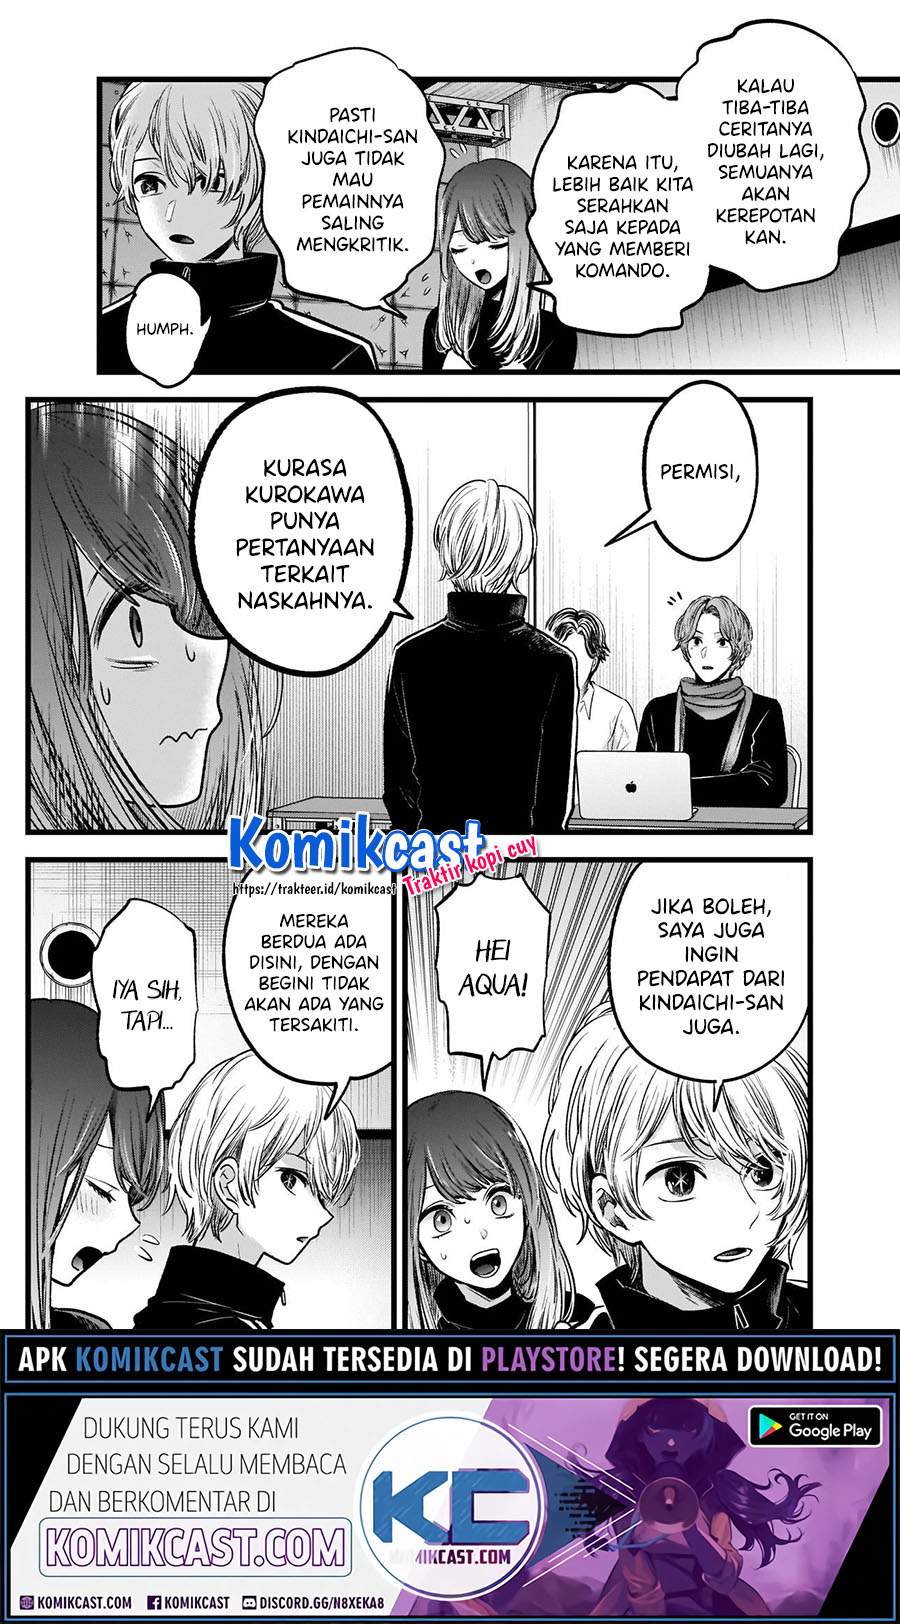 KALAU
TIBA-TIBA
CERITANYA
DIUBAH LAGI,
SEMUANYA
AKAN
KEREPOTAN
KAN.
KARENA ITU,
LEBIH BAIK KITA
SERAHKAN
SAJA KEPADA
YANG MEMBERI
KOMANDO.
PASTI
KINDAICHI-SAN
JUGA TIDAK
MAU
PEMAINNYA
SALING
MENGKRITIK.
HUMPH.
PERMISI,
KURASA
KUROKAWA
PUNYA
PERTANYAAN
TERKAIT
NASKAHNYA.
Komikcast
Traktir kopi cuy
https://trakteer.id/komikcast
JIKA BOLEH,
SAYA JUGA
INGIN
PENDAPAT DARI
KINDAICHI-SAN
JUGA.
HEI
AQUA!
MEREKA
BERDUA ADA
DISINI, DENGAN
BEGINI TIDAK
AKAN ADA YANG
TERSAKITI.
IYA SIH,
TAPI...
APK KOMIKCAST SUDAH TERSEDIA DI PLAYSTORE! SEGERA DOWNLOAD!
DUKUNG TERUS KAMI
DENGAN SELALU MEMBACA
DAN BERKOMENTAR DI
KOMIKCAST.COM
KC
KOMIKCAST.COM
GET IT ON
Google Play
KOMIKCAST.COM
KOMIKCAST
DISCORD.GG/N8XEKA8